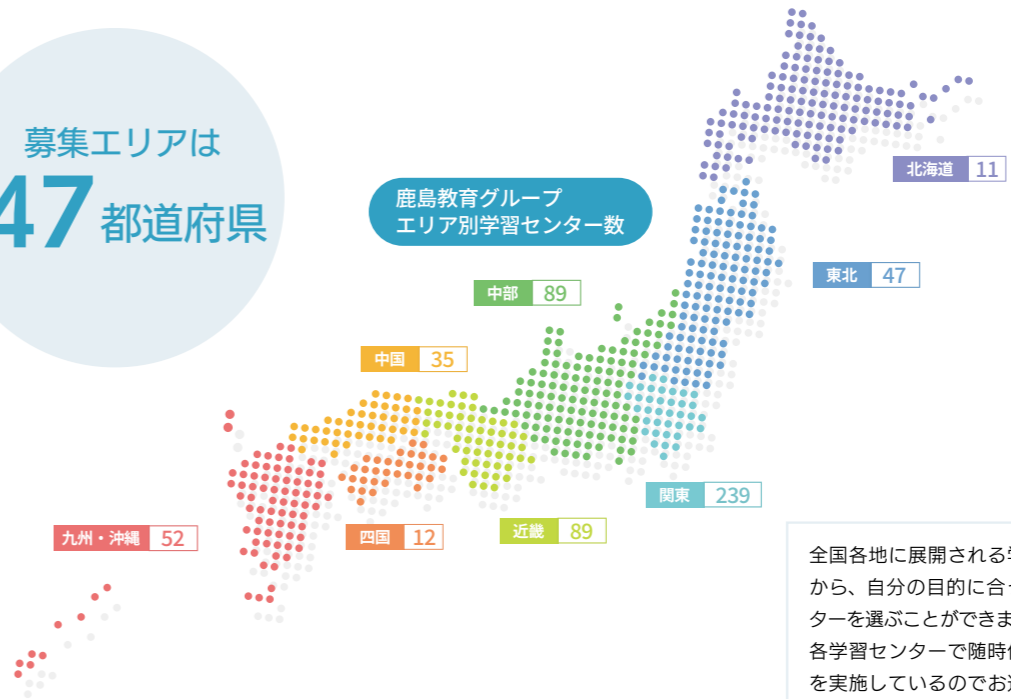 募集エリアは
47都道府県
鹿島教育グループ
エリア別学習センター数
北海道 11
東北 47
中部 89
中国 35
関東 239
近畿 89
四国 12
九州・沖縄 52
全国各地に展開される
から、自分の目的に合
ターを選ぶことができま
各学習センターで随時
を実施しているのでお